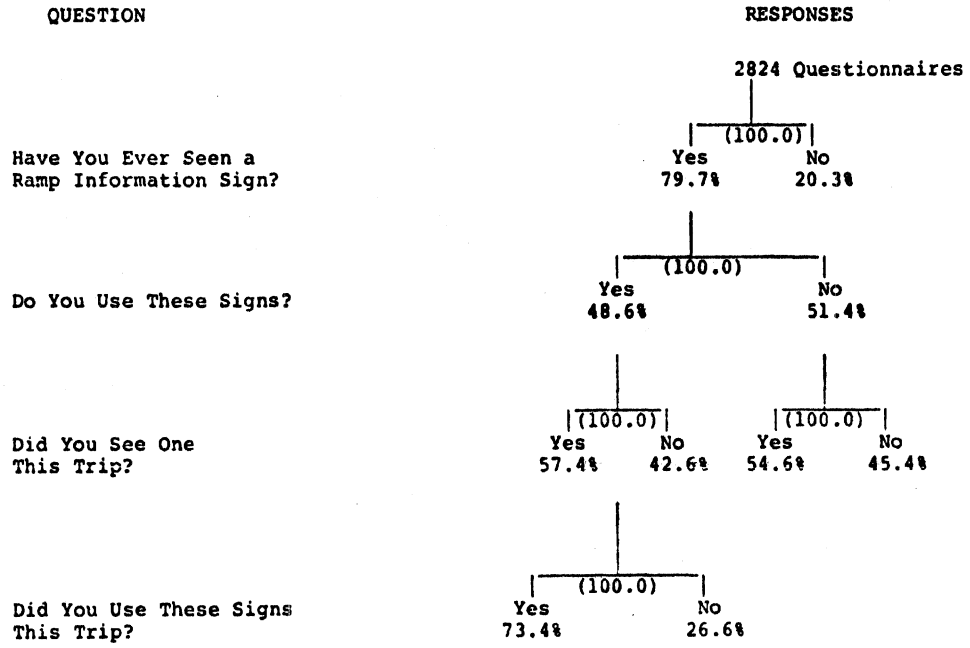 QUESTION RESPONSES
2824 Questionnaires
(100.0)
Have You Ever Seen a Yes No
Ramp Information Sign? 79.7% 20.3%
(100.0)
Yes No
Do You Use These Signs? 48.6% 51.4%
(100.0) (100.0)
Did You See One Yes No Yes No
This Trip? 57.4% 42.6% 54.6% 45.4%
(100.0)
Did You Use These Signs Yes No
This Trip? 73.4% 26.6%